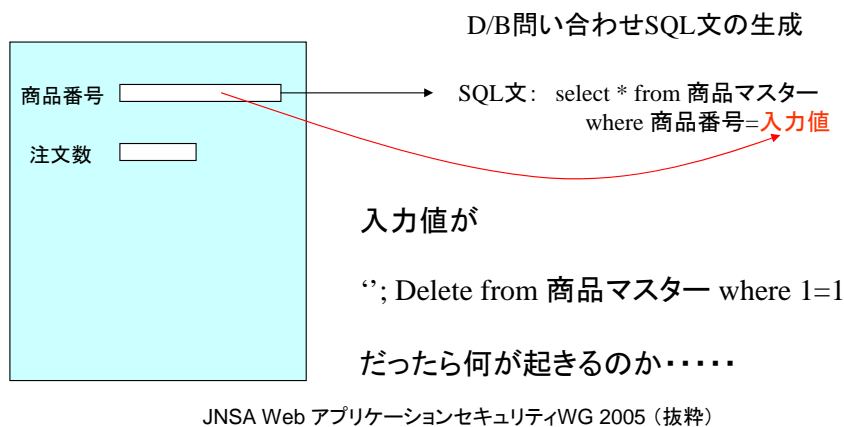 D/B問い合わせSQL文の生成
商品番号
SQL文: select * from 商品マスター
where 商品番号=入力値
注文数
入力値が
‘’; Delete from 商品マスター where 1=1
だったら何が起きるのか・・・・・
JNSA Web アプリケーションセキュリティWG 2005（抜粋）